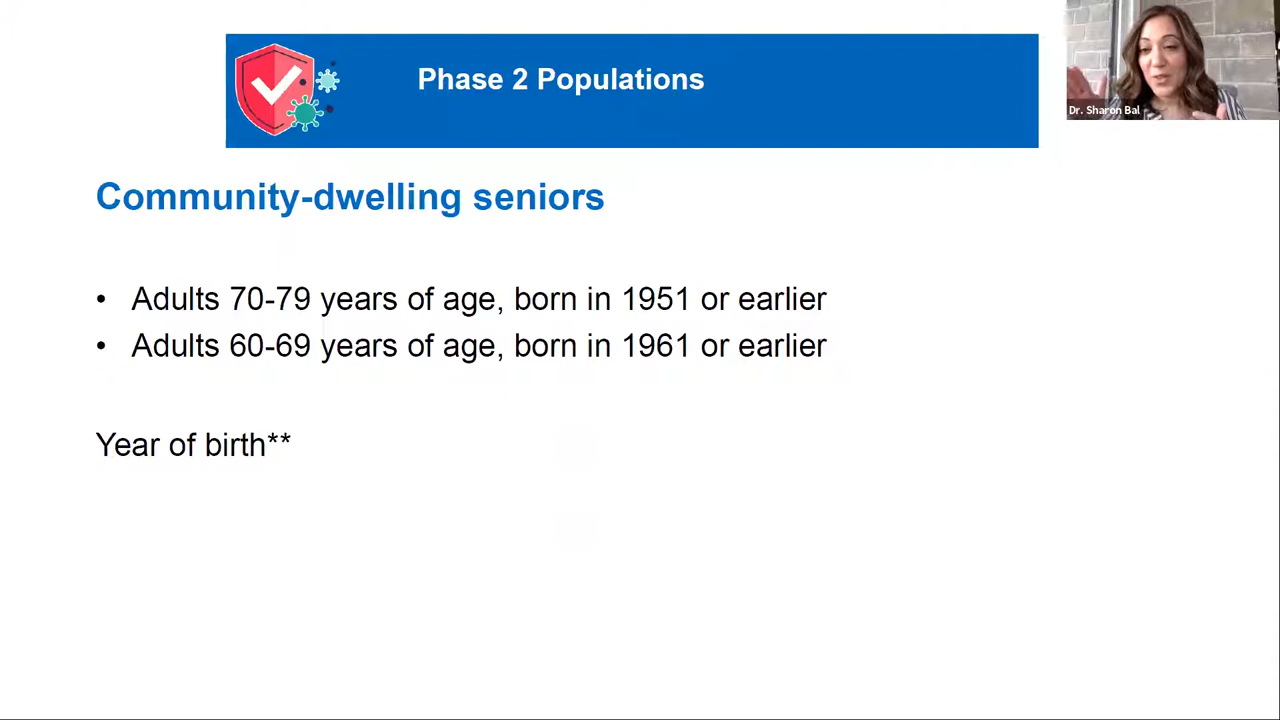 Phase 2 Populations
Dr. Sharon Bal
Community-dwelling seniors
• Adults 70-79 years of age, born in 1951 or earlier
• Adults 60-69 years of age, born in 1961 or earlier
Year of birth**